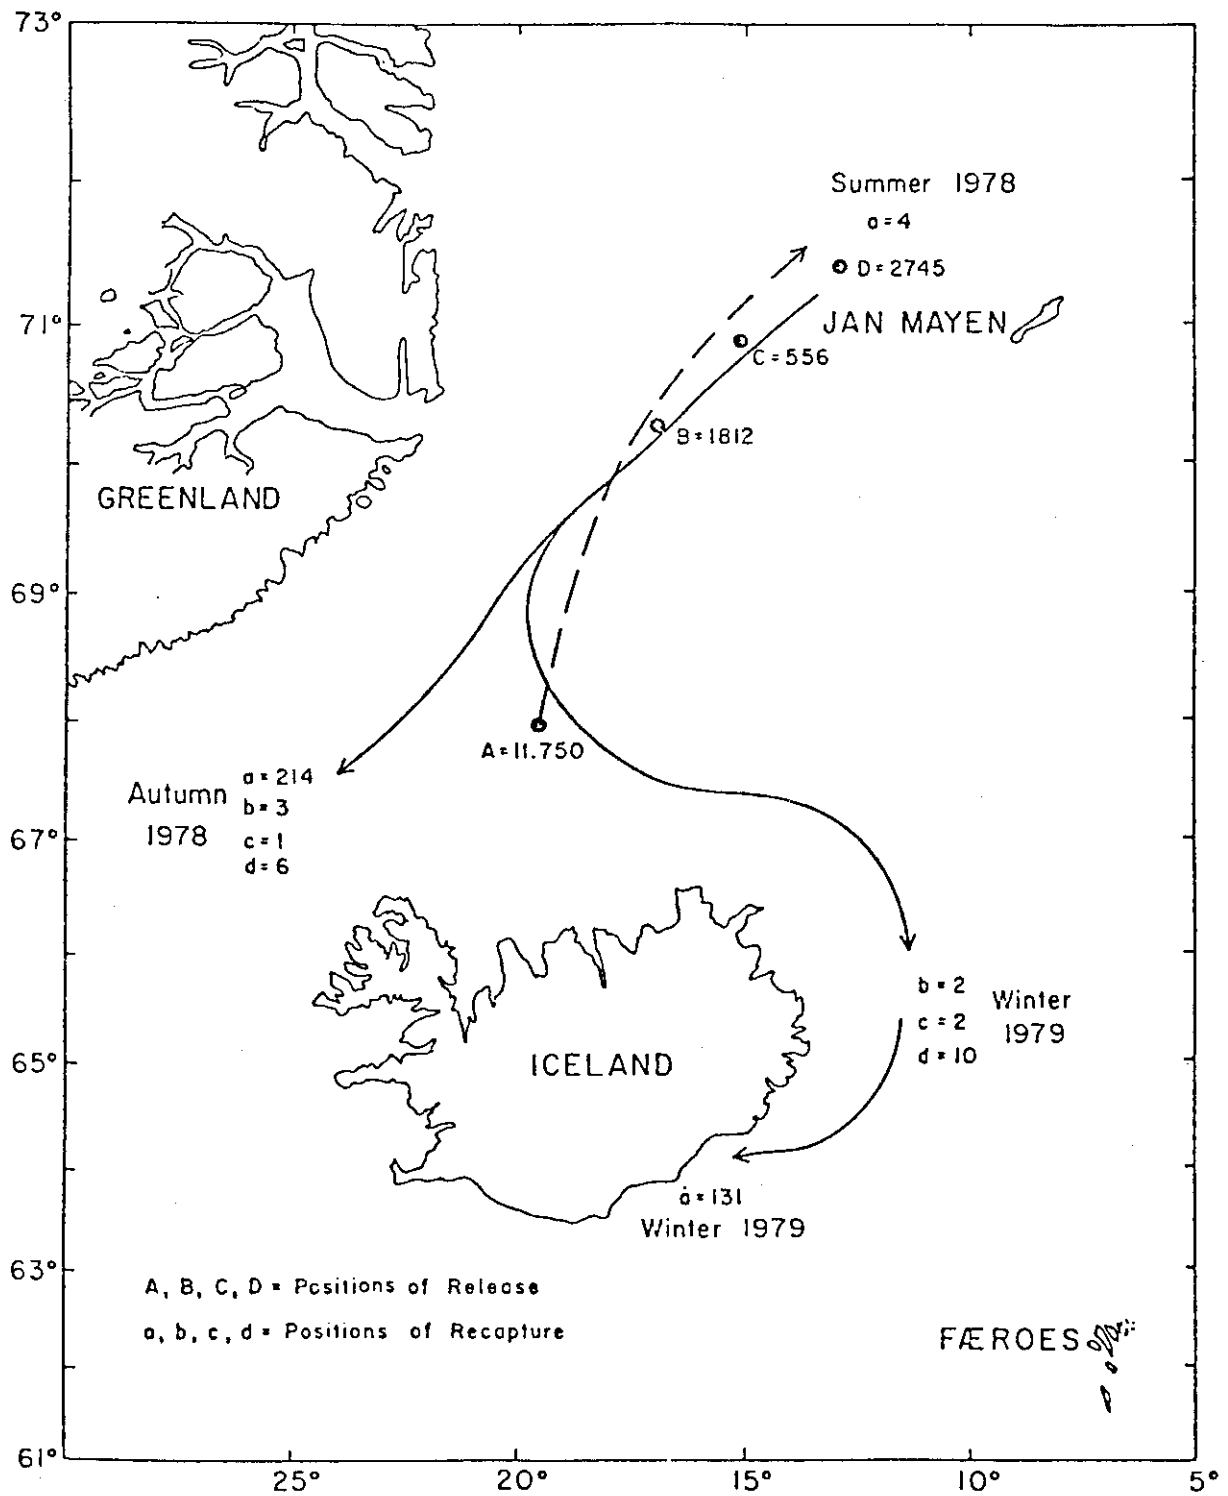 73°
Summer 1978
a=4
D=2745
71°
JAN MAYEN
C=556
B=1812
GREENLAND
69°
A=11.750
Autumn
1978
a=214
b=3
c=1
d=6
67°
b=2
c=2
d=10
Winter
1979
65°
ICELAND
a=131
Winter 1979
63°
A, B, C, D = Positions of Release
a, b, c, d = Positions of Recapture
FÆROES
61°
25° 20° 15° 10° 5°